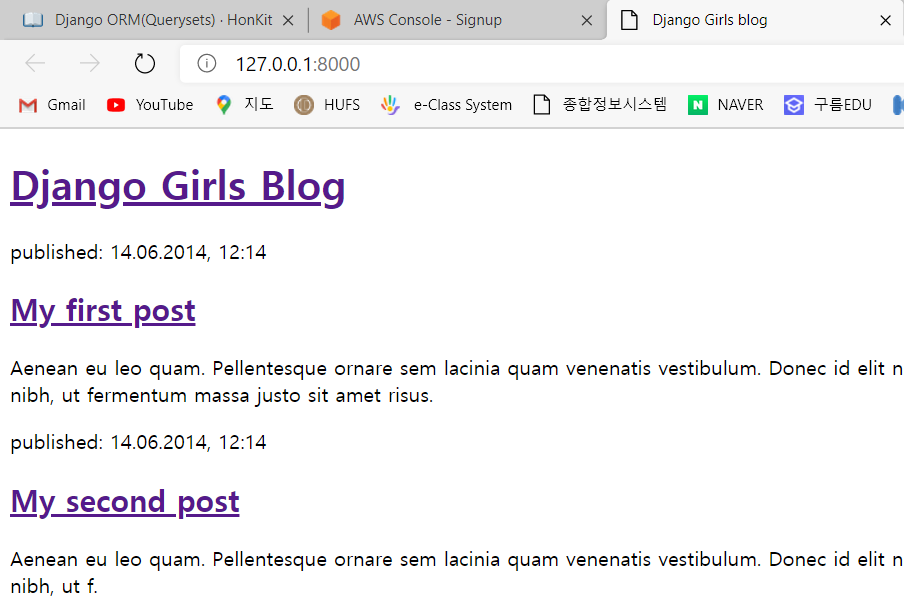 Django ORM(Querysets) · HonKit
AWS Console - Signup
Django Girls blog
127.0.0.1:8000
Gmail
YouTube
지도
HUFS
e-Class System
종합정보시스템
N
NAVER
구름EDU
Django Girls Blog
published: 14.06.2014, 12:14
My first post
Aenean eu leo quam. Pellentesque ornare sem lacinia quam venenatis vestibulum. Donec id elit n
nibh, ut fermentum massa justo sit amet risus.
published: 14.06.2014, 12:14
My second post
Aenean eu leo quam. Pellentesque ornare sem lacinia quam venenatis vestibulum. Donec id elit n
nibh, ut f.